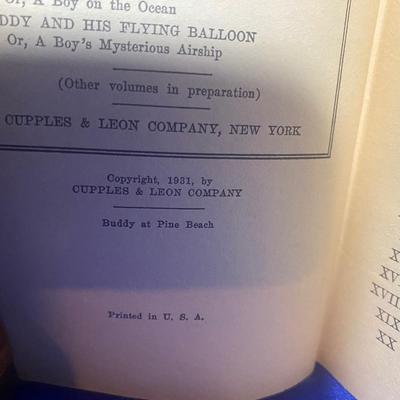 Or, A Boy on the Ocean
DDY AND HIS FLYING BALLOON
Or, A Boy's Mysterious Airship
(Other volumes in preparation)
CUPPLES & LEON COMPANY, NEW YORK
Copyright, 1931, by
CUPPLES & LEON COMPANY
Buddy at Pine Beach
Printed in U. S. A.
X
XV
XVII
XIX
XX